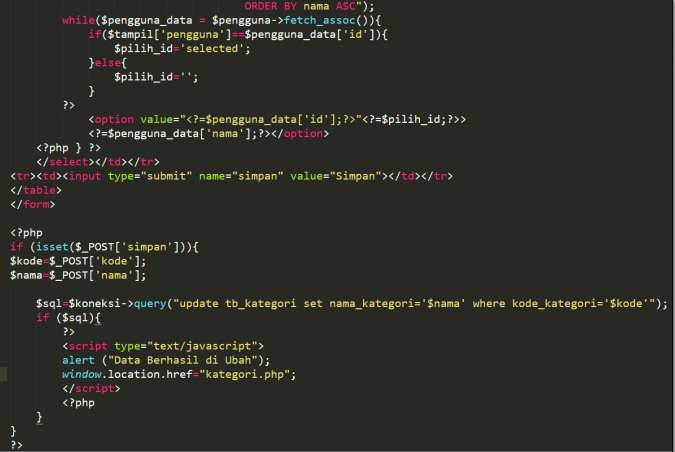 ORDER BY nama ASC");
while($pengguna_data = $pengguna->fetch_assoc()){
if($tampil['pengguna']==$pengguna_data['id']){
$pilih_id='selected';
}else{
$pilih_id='';
}
?>
<option value="<?=$pengguna_data['id'];?>"<?=$pilih_id;?>>
<?=$pengguna_data['nama'];?></option>
<?php } ?>
</select></td></tr>
<tr><td><input type="submit" name="simpan" value="Simpan"></td></tr>
</table>
</form>
<?php
if (isset($_POST['simpan'])){
$kode=$_POST['kode'];
$nama=$_POST['nama'];
$sql=$koneksi->query("update tb_kategori set nama_kategori='$nama' where kode_kategori='$kode'");
if ($sql){
?>
<script type="text/javascript">
alert ("Data Berhasil di Ubah");
window.location.href="kategori.php";
</script>
<?php
}
}
?>